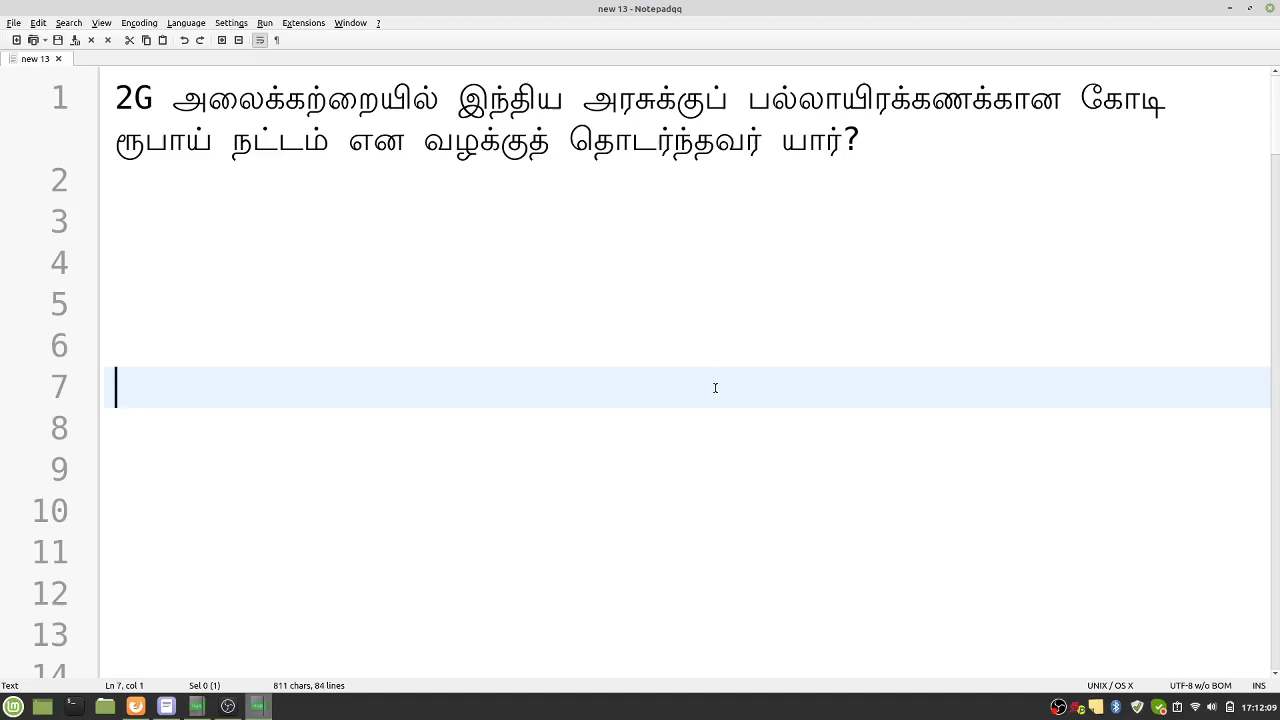 new 13 - Notepadqq
File Edit Search View Encoding Language Settings Run Extensions Window ?
new 13
1 2G அலைக்கற்றையில் இந்திய அரசுக்குப் பல்லாயிரக்கணக்கான கோடி
ரூபாய் நட்டம் என வழக்குத் தொடர்ந்தவர் யார்?
2
3
4
5
6
7
8
9
10
11
12
13
14
Text Ln 7, col 1 Sel 0 (1) 811 chars, 84 lines UNIX / OS X UTF-8 w/o BOM INS
17:12:09